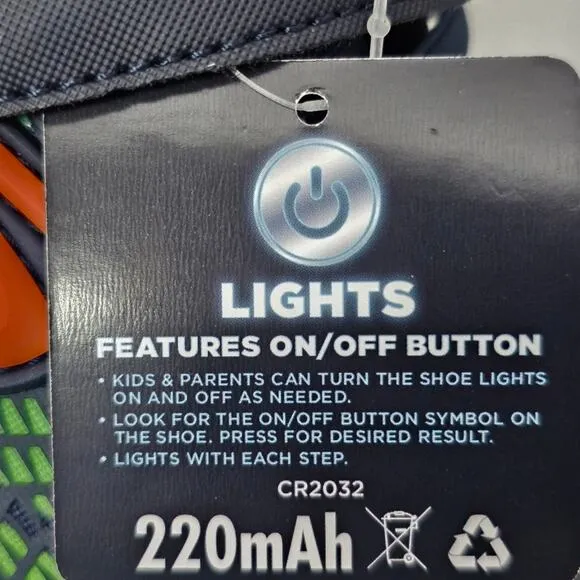 LIGHTS
FEATURES ON/OFF BUTTON
• KIDS & PARENTS CAN TURN THE SHOE LIGHTS
ON AND OFF AS NEEDED.
• LOOK FOR THE ON/OFF BUTTON SYMBOL ON
THE SHOE. PRESS FOR DESIRED RESULT.
• LIGHTS WITH EACH STEP.
CR2032
220mAh